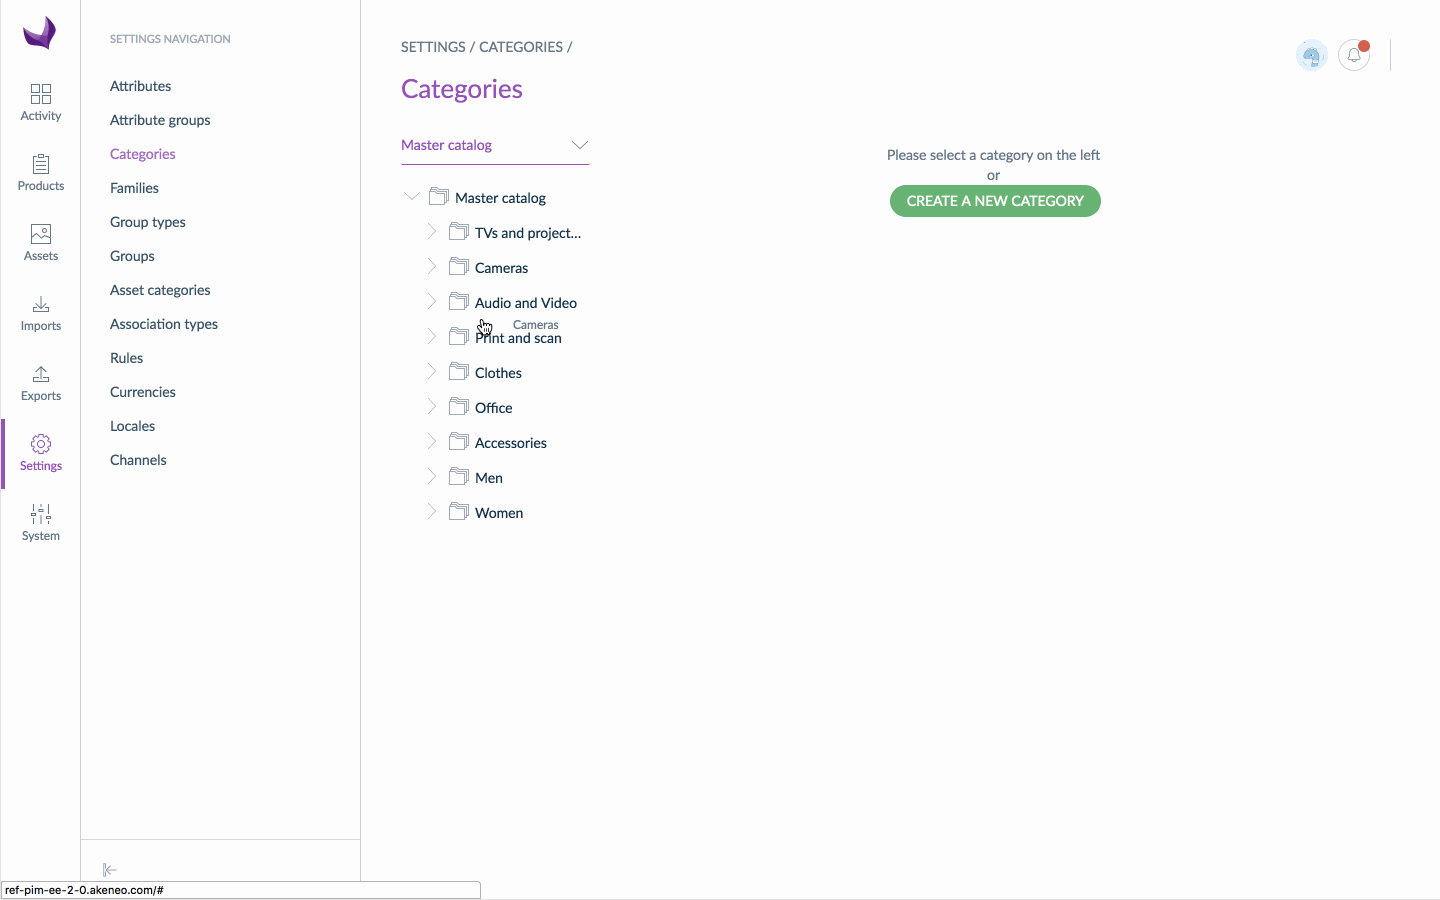 SETTINGS NAVIGATION
Attributes
Attribute groups
Categories
Families
Group types
Groups
Asset categories
Association types
Rules
Currencies
Locales
Channels
Activity
Products
Assets
Imports
Exports
Settings
System
SETTINGS / CATEGORIES /
Categories
Master catalog
Master catalog
TVs and project...
Cameras
Audio and Video
Cameras
Print and scan
Clothes
Office
Accessories
Men
Women
Please select a category on the left
or
CREATE A NEW CATEGORY
ref-pim-ee-2-0.akeneo.com/#